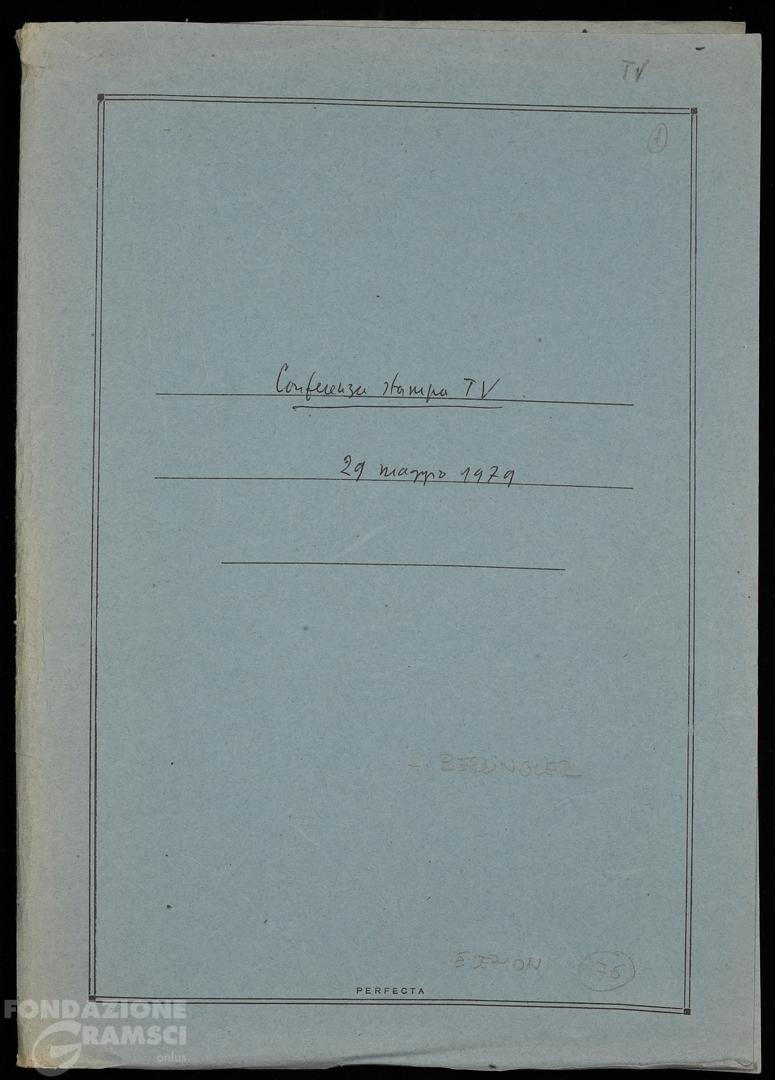 TV
1
Conferenza stampa TV
29 maggio 1979
E. BERLINGUER
PERFECTA
FONDAZIONE
GRAMSCI
onlus